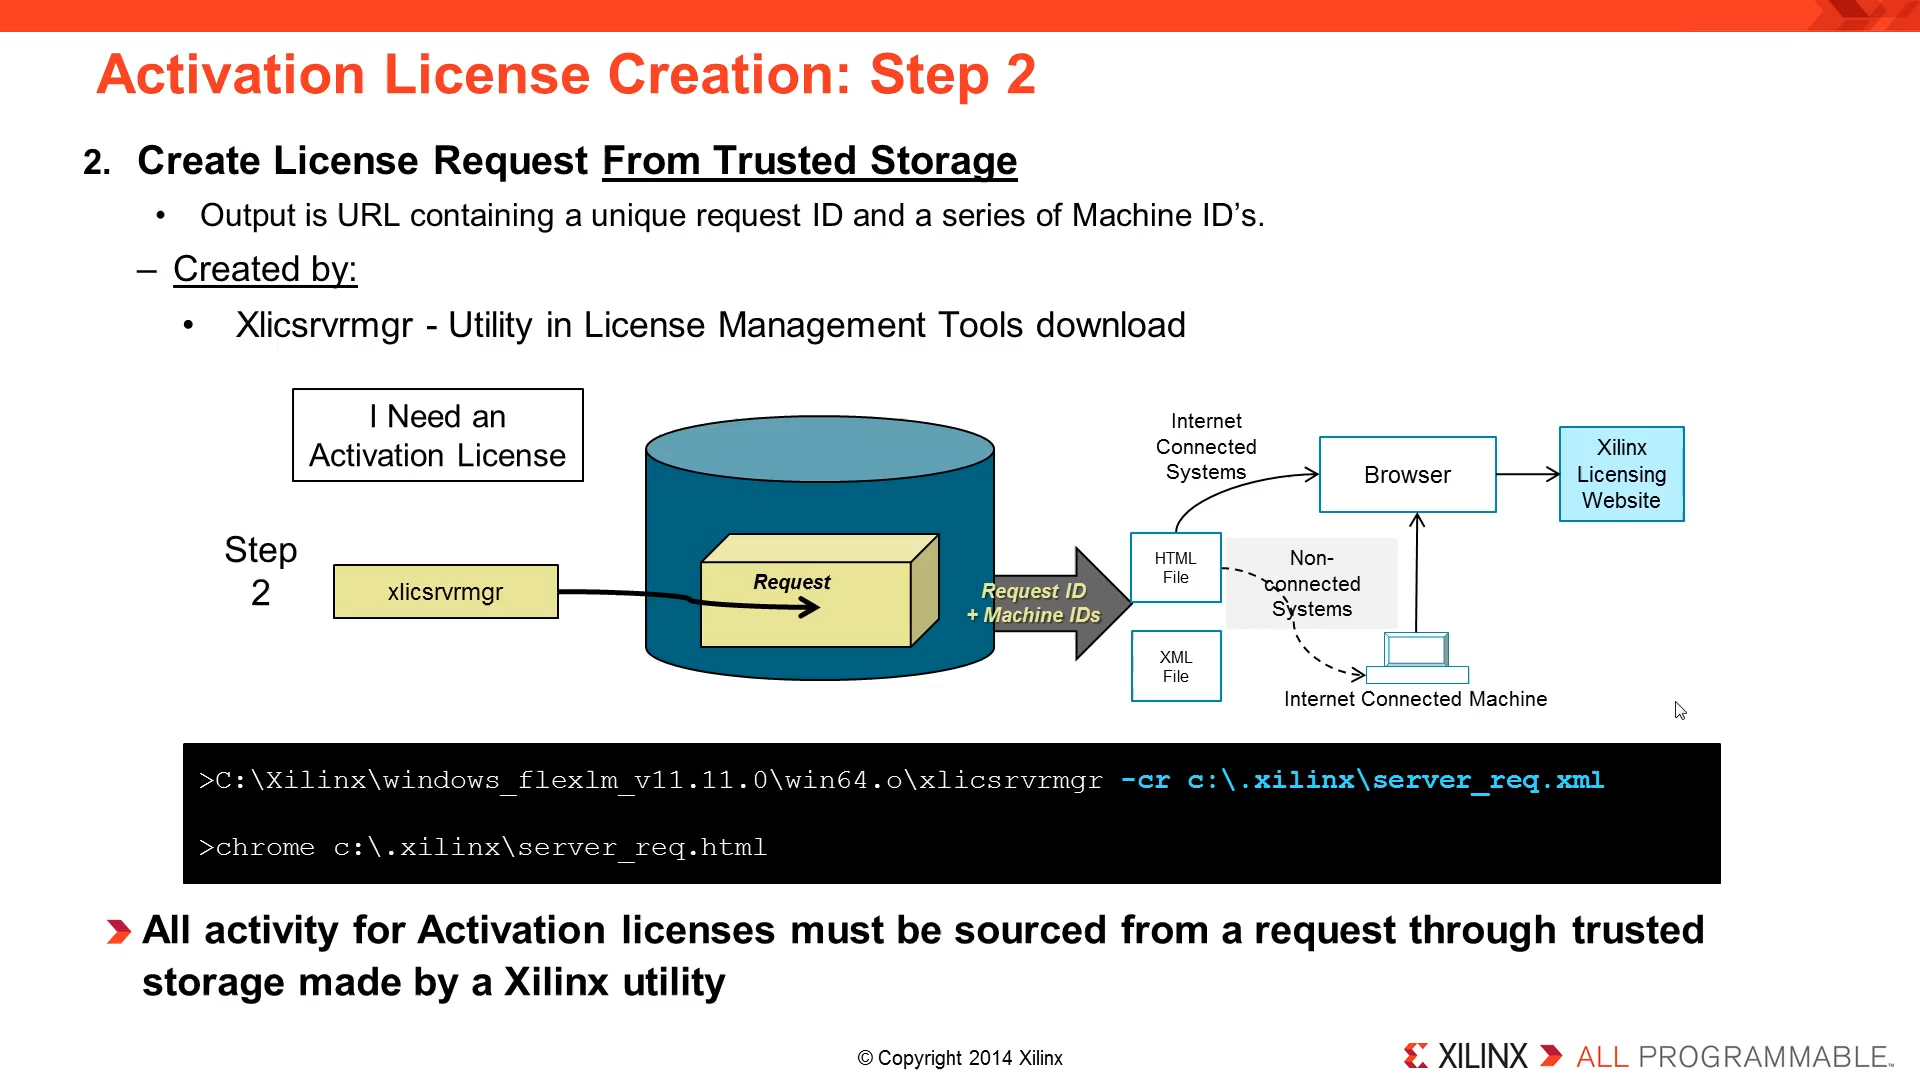 Activation License Creation: Step 2
2. Create License Request From Trusted Storage
• Output is URL containing a unique request ID and a series of Machine ID’s.
– Created by:
• Xlicsrvrmgr - Utility in License Management Tools download
I Need an
Activation License
Step
2
xlicsrvrmgr
Request
Request ID
+ Machine IDs
Internet
Connected
Systems
HTML
File
XML
File
Non-
connected
Systems
Browser
Xilinx
Licensing
Website
Internet Connected Machine
>C:\Xilinx\windows_flexlm_v11.11.0\win64.o\xlicsrvrmgr -cr c:\.xilinx\server_req.xml
>chrome c:\.xilinx\server_req.html
All activity for Activation licenses must be sourced from a request through trusted
storage made by a Xilinx utility
© Copyright 2014 Xilinx
XILINX ALL PROGRAMMABLE™